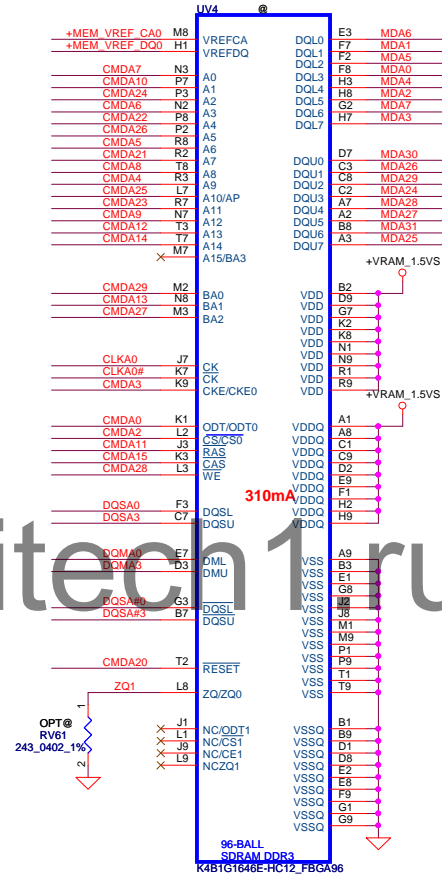 UV4 @
+MEM_VREF_CA0 M8 VREFCA DQL0 E3 MDA6
+MEM_VREF_DQ0 H1 VREFDQ DQL1 F7 MDA1
DQL2 F2 MDA5
CMDA7 N3 A0 DQL3 F8 MDA0
CMDA10 P7 A1 DQL4 H3 MDA4
CMDA24 P3 A2 DQL5 H8 MDA2
CMDA6 N2 A3 DQL6 G2 MDA7
CMDA22 P8 A4 DQL7 H7 MDA3
CMDA26 P2 A5
CMDA5 R8 A6
CMDA21 R2 A7 DQU0 D7 MDA30
CMDA8 T8 A8 DQU1 C3 MDA26
CMDA4 R3 A9 DQU2 C8 MDA29
CMDA25 L7 A10/AP DQU3 C2 MDA24
CMDA23 R7 A11 DQU4 A7 MDA28
CMDA9 N7 A12 DQU5 A2 MDA27
CMDA12 T3 A13 DQU6 B8 MDA31
CMDA14 T7 A14 DQU7 A3 MDA25
M7 A15/BA3
+VRAM_1.5VS
CMDA29 M2 BA0 VDD B2
CMDA13 N8 BA1 VDD D9
CMDA27 M3 BA2 VDD G7
VDD K2
VDD K8
VDD N1
CLKA0 J7 CK VDD N9
CLKA0# K7 CK VDD R1
CMDA3 K9 CKE/CKE0 VDD R9
+VRAM_1.5VS
CMDA0 K1 ODT/ODT0 VDDQ A1
CMDA2 L2 CS/CS0 VDDQ A8
CMDA11 J3 RAS VDDQ C1
CMDA15 K3 CAS VDDQ C9
CMDA28 L3 WE VDDQ D2
VDDQ E9
310mA VDDQ F1
DQSA0 F3 DQSL VDDQ H2
DQSA3 C7 DQSU VDDQ H9
itech1 ru
DQMA0 E7 DML VSS A9
DQMA3 D3 DMU VSS B3
VSS E1
VSS G8
DQSA#0 G3 DQSL VSS J2
DQSA#3 B7 DQSU VSS J8
VSS M1
VSS M9
VSS P1
CMDA20 T2 RESET VSS P9
VSS T1
ZQ1 L8 ZQ/ZQ0 VSS T9
1
OPT@
RV61
243_0402_1%
2
J1 NC/ODT1 VSSQ B1
L1 NC/CS1 VSSQ B9
J9 NC/CE1 VSSQ D1
L9 NCZQ1 VSSQ D8
VSSQ E2
VSSQ E8
VSSQ F9
VSSQ G1
VSSQ G9
96-BALL
SDRAM DDR3
K4B1G1646E-HC12_FBGA96